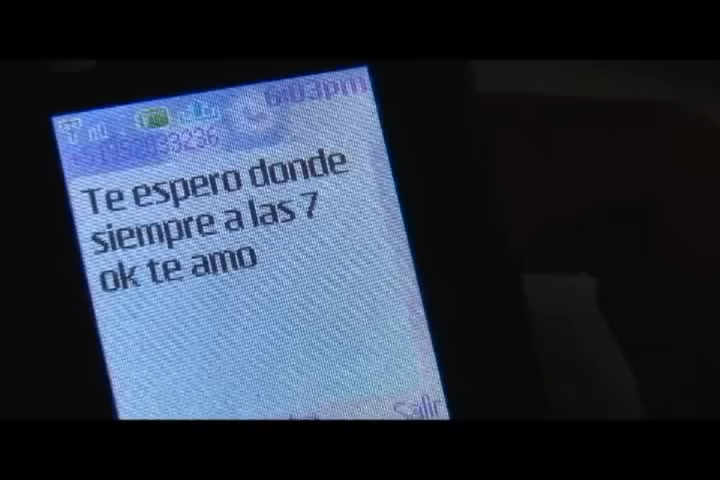 6:03pm
Te espero donde
siempre a las 7
ok te amo
Salir